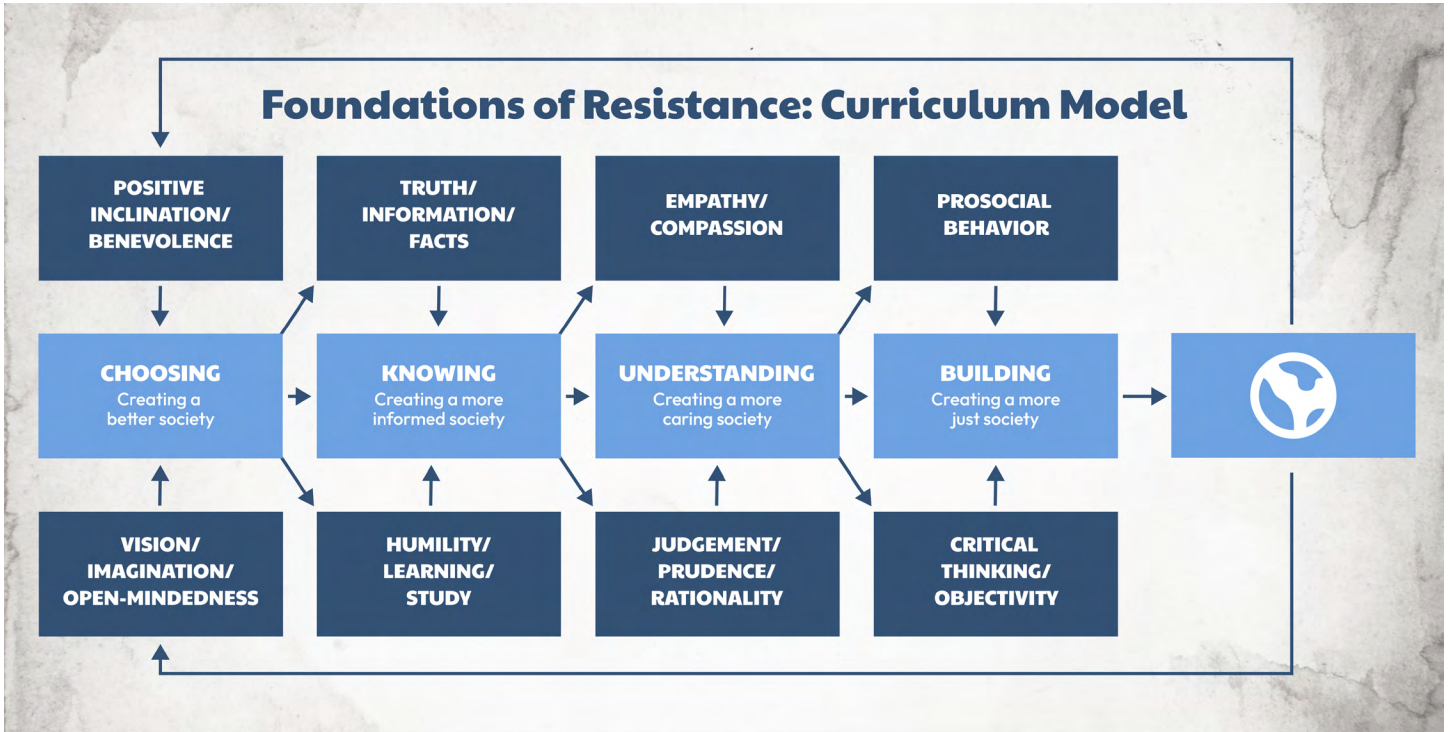 Foundations of Resistance: Curriculum Model
POSITIVE
INCLINATION/
BENEVOLENCE
TRUTH/
INFORMATION/
FACTS
EMPATHY/
COMPASSION
PROSOCIAL
BEHAVIOR
CHOOSING
Creating a
better society
KNOWING
Creating a more
informed society
UNDERSTANDING
Creating a more
caring society
BUILDING
Creating a more
just society
VISION/
IMAGINATION/
OPEN-MINDEDNESS
HUMILITY/
LEARNING/
STUDY
JUDGEMENT/
PRUDENCE/
RATIONALITY
CRITICAL
THINKING/
OBJECTIVITY